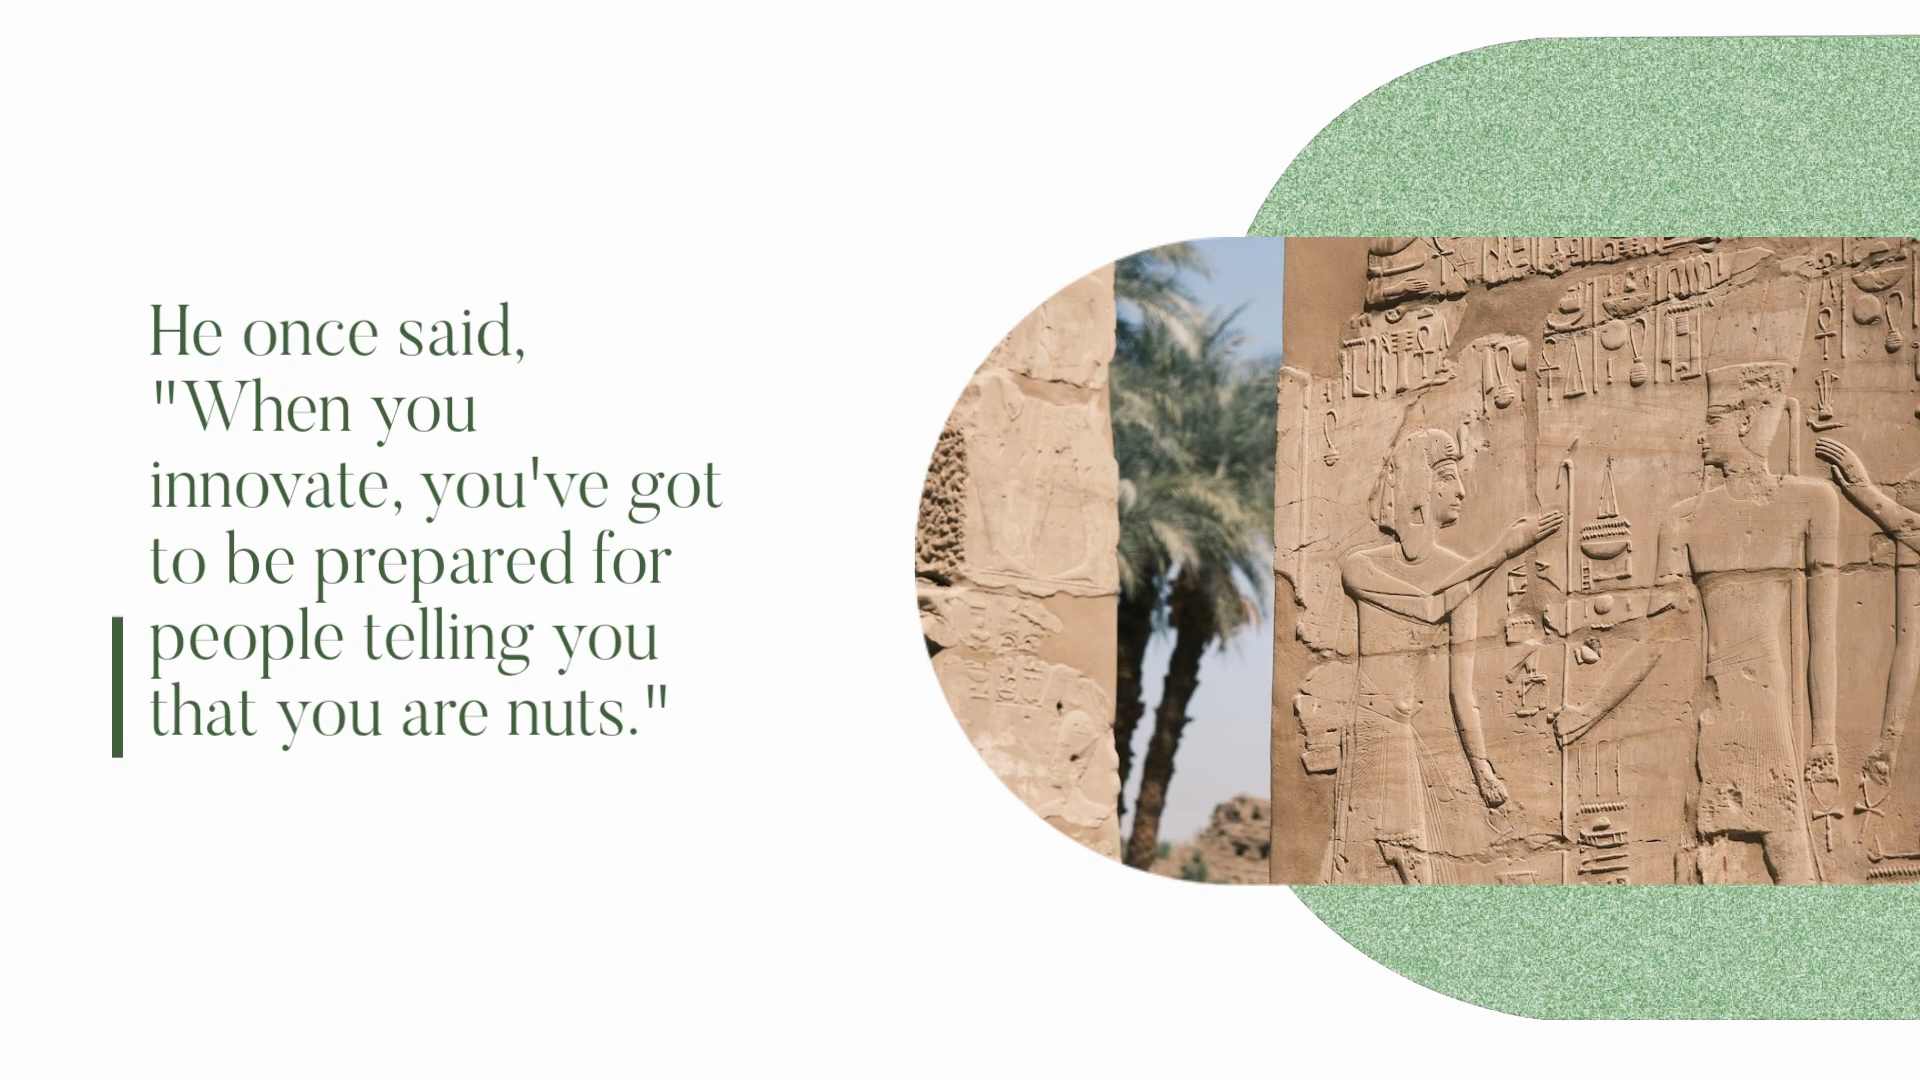 He once said,
"When you
innovate, you've got
to be prepared for
people telling you
that you are nuts."